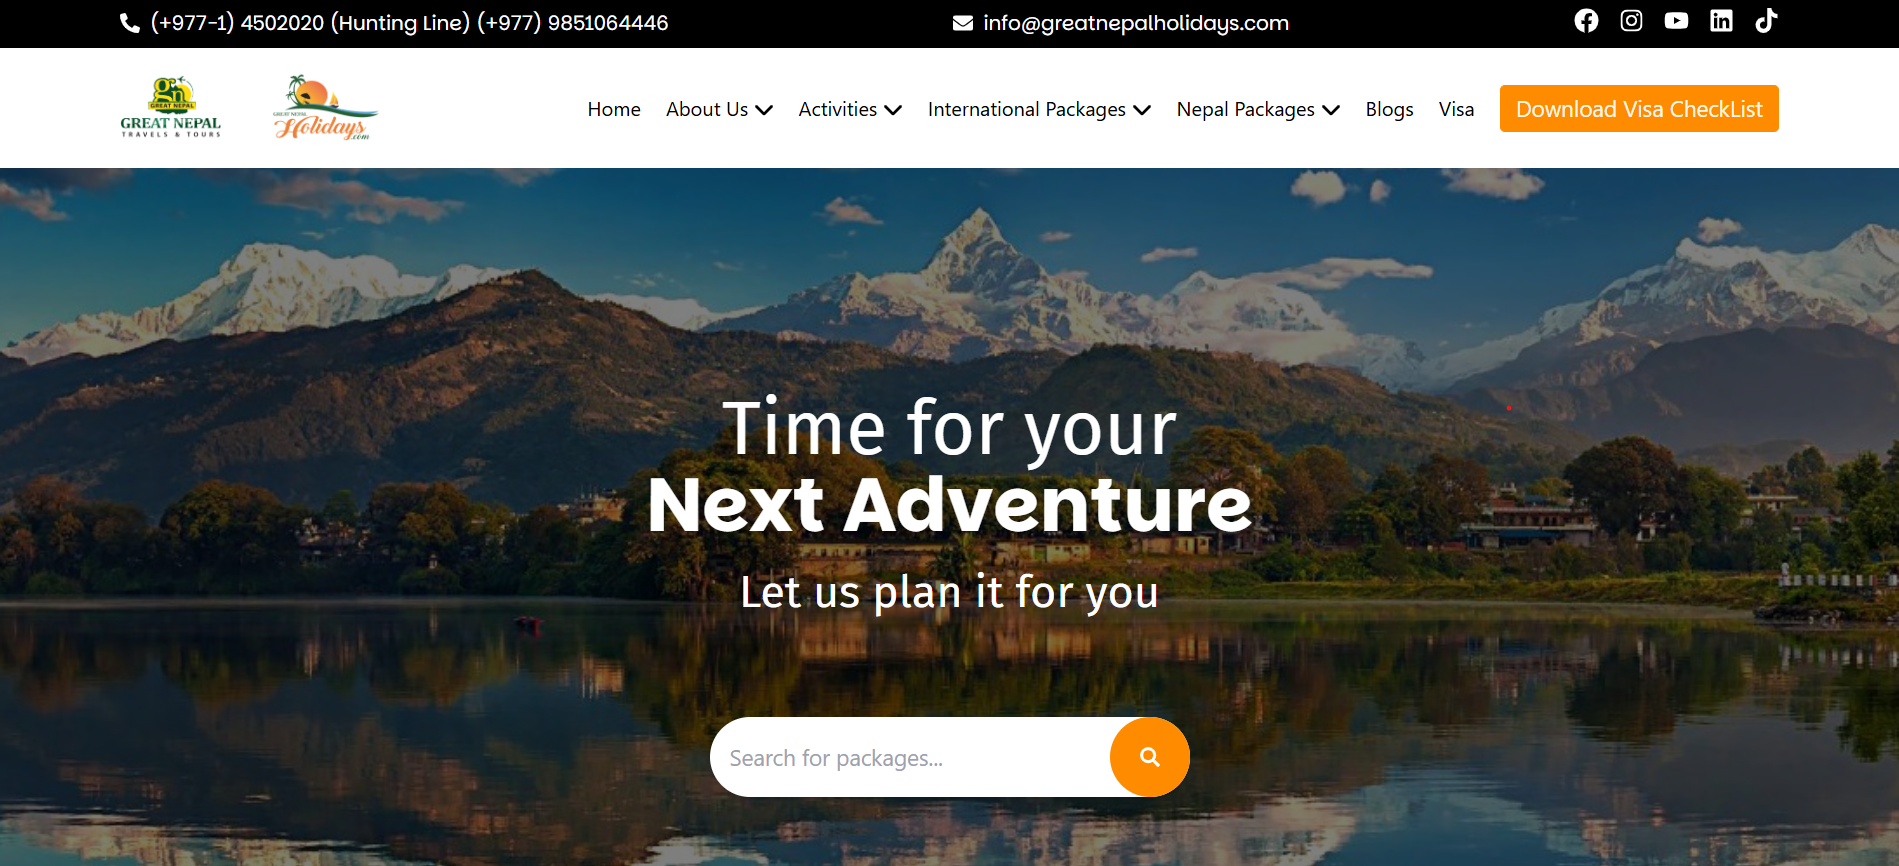 (+977-1) 4502020 (Hunting Line) (+977) 9851064446
info@greatnepalholidays.com
gn
GREAT NEPAL
GREAT NEPAL
TRAVELS & TOURS
GREAT NEPAL
Holidays.com
Home
About Us
Activities
International Packages
Nepal Packages
Blogs
Visa
Download Visa CheckList
Time for your
Next Adventure
Let us plan it for you
Search for packages...